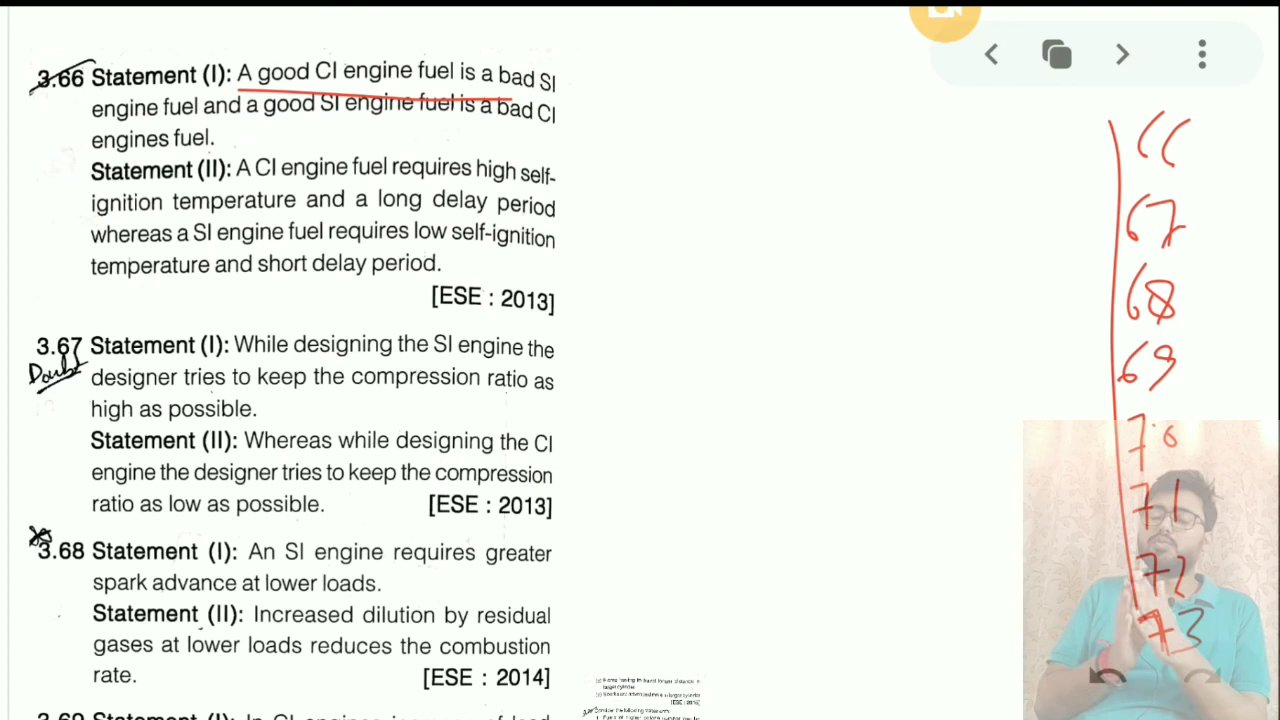 3.66 Statement (I): A good CI engine fuel is a bad SI
engine fuel and a good SI engine fuel is a bad CI
engines fuel.
Statement (II): A CI engine fuel requires high self-
ignition temperature and a long delay period
whereas a SI engine fuel requires low self-ignition
temperature and short delay period.
[ESE : 2013]
3.67 Statement (I): While designing the SI engine the
Doubt
designer tries to keep the compression ratio as
high as possible.
Statement (II): Whereas while designing the CI
engine the designer tries to keep the compression
ratio as low as possible. [ESE : 2013]
3.68 Statement (I): An SI engine requires greater
spark advance at lower loads.
Statement (II): Increased dilution by residual
gases at lower loads reduces the combustion
rate. [ESE : 2014]
66
67
68
69
70
71
72
73